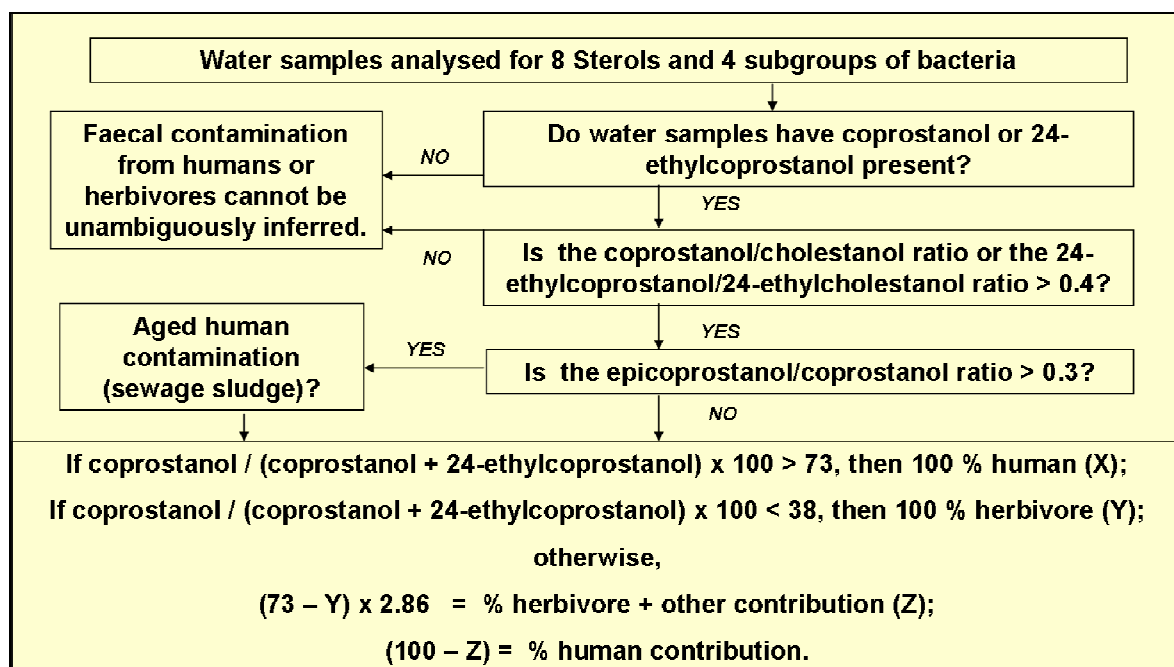 Water samples analysed for 8 Sterols and 4 subgroups of bacteria
Faecal contamination
from humans or
herbivores cannot be
unambiguously inferred.
NO
Do water samples have coprostanol or 24-
ethylcoprostanol present?
YES
NO
Is the coprostanol/cholestanol ratio or the 24-
ethylcoprostanol/24-ethylcholestanol ratio > 0.4?
YES
Aged human
contamination
(sewage sludge)?
YES
Is the epicoprostanol/coprostanol ratio > 0.3?
NO
If coprostanol / (coprostanol + 24-ethylcoprostanol) x 100 > 73, then 100 % human (X);
If coprostanol / (coprostanol + 24-ethylcoprostanol) x 100 < 38, then 100 % herbivore (Y);
otherwise,
(73 – Y) x 2.86 = % herbivore + other contribution (Z);
(100 – Z) = % human contribution.